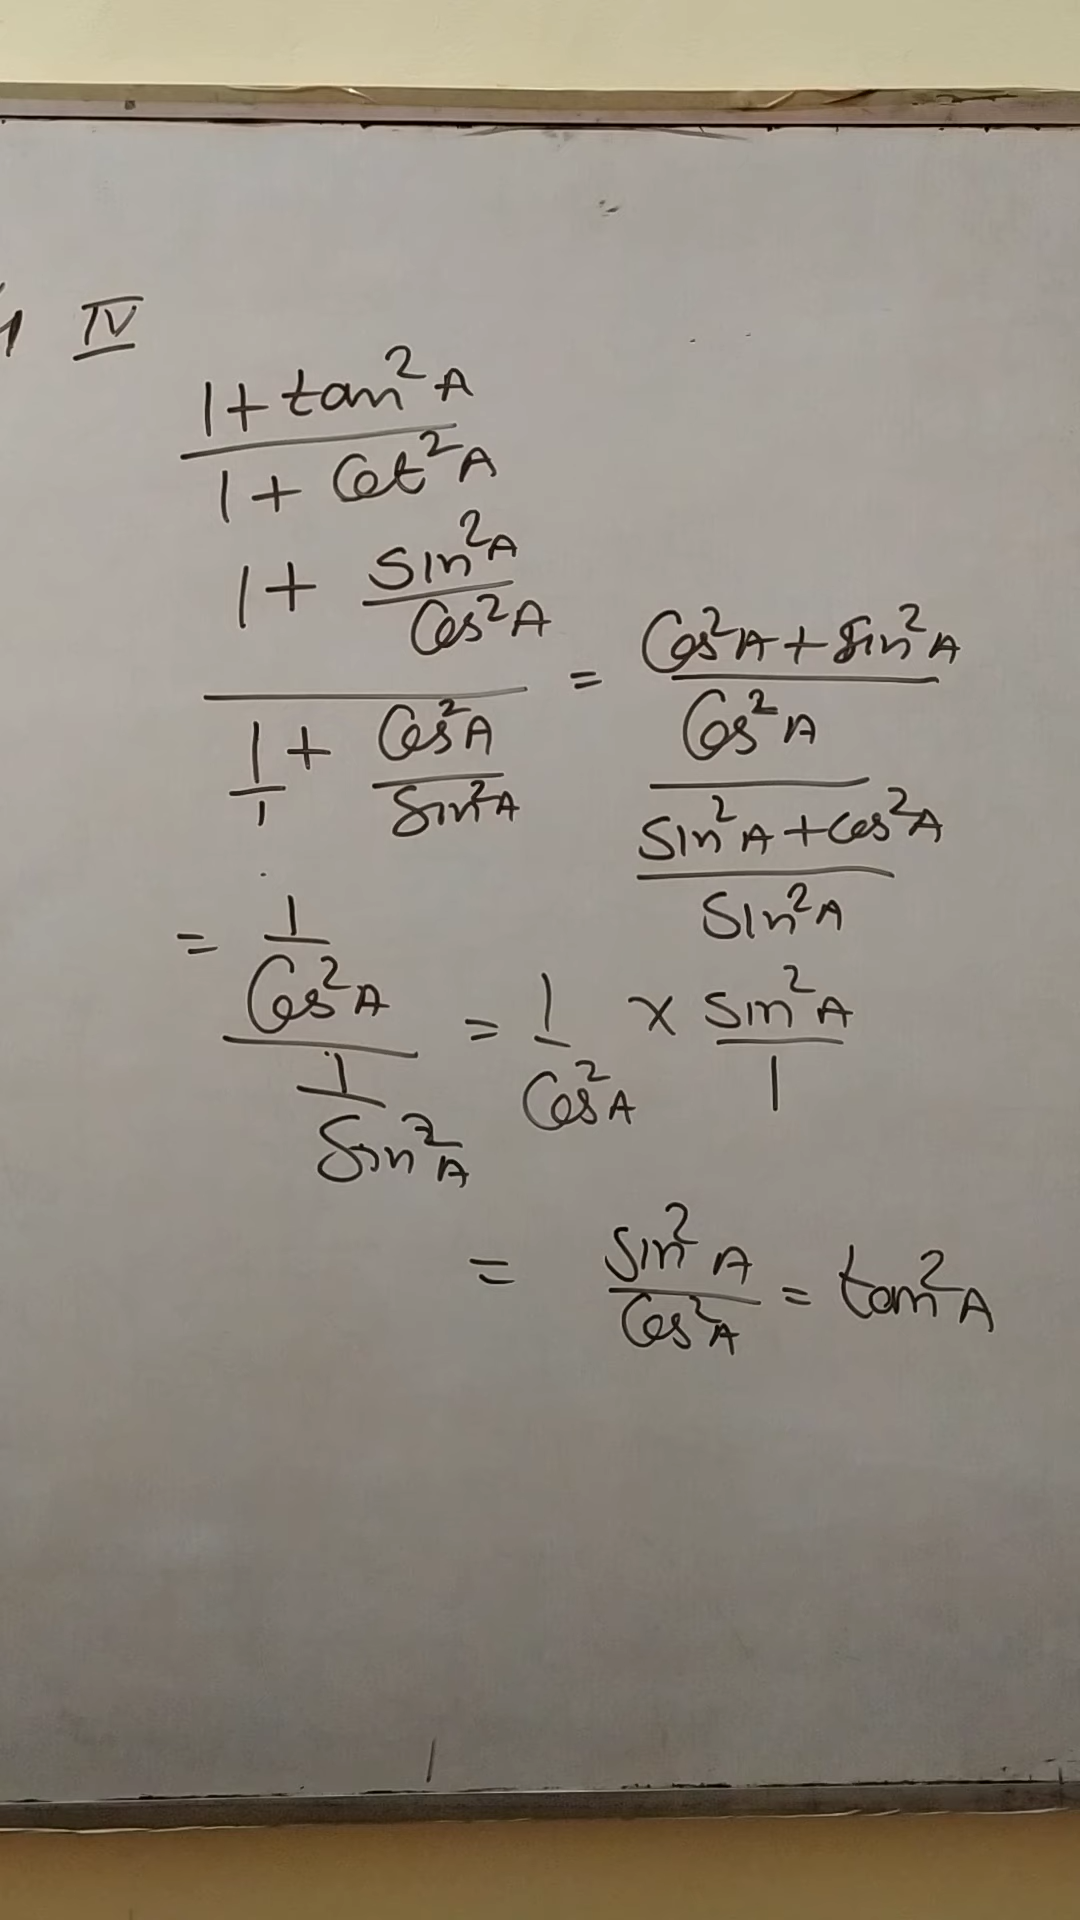 IV
1 + tan²A
1 + Cot²A
1 + Sin²A
Cos²A
= Cos²A + Sin²A
Cos²A
1 + Cos²A
1 Sin²A
Sin²A + Cos²A
Sin²A
= 1
Cos²A
1
Sin²A
= 1 × Sin²A
Cos²A 1
= Sin²A = tan²A
Cos²A